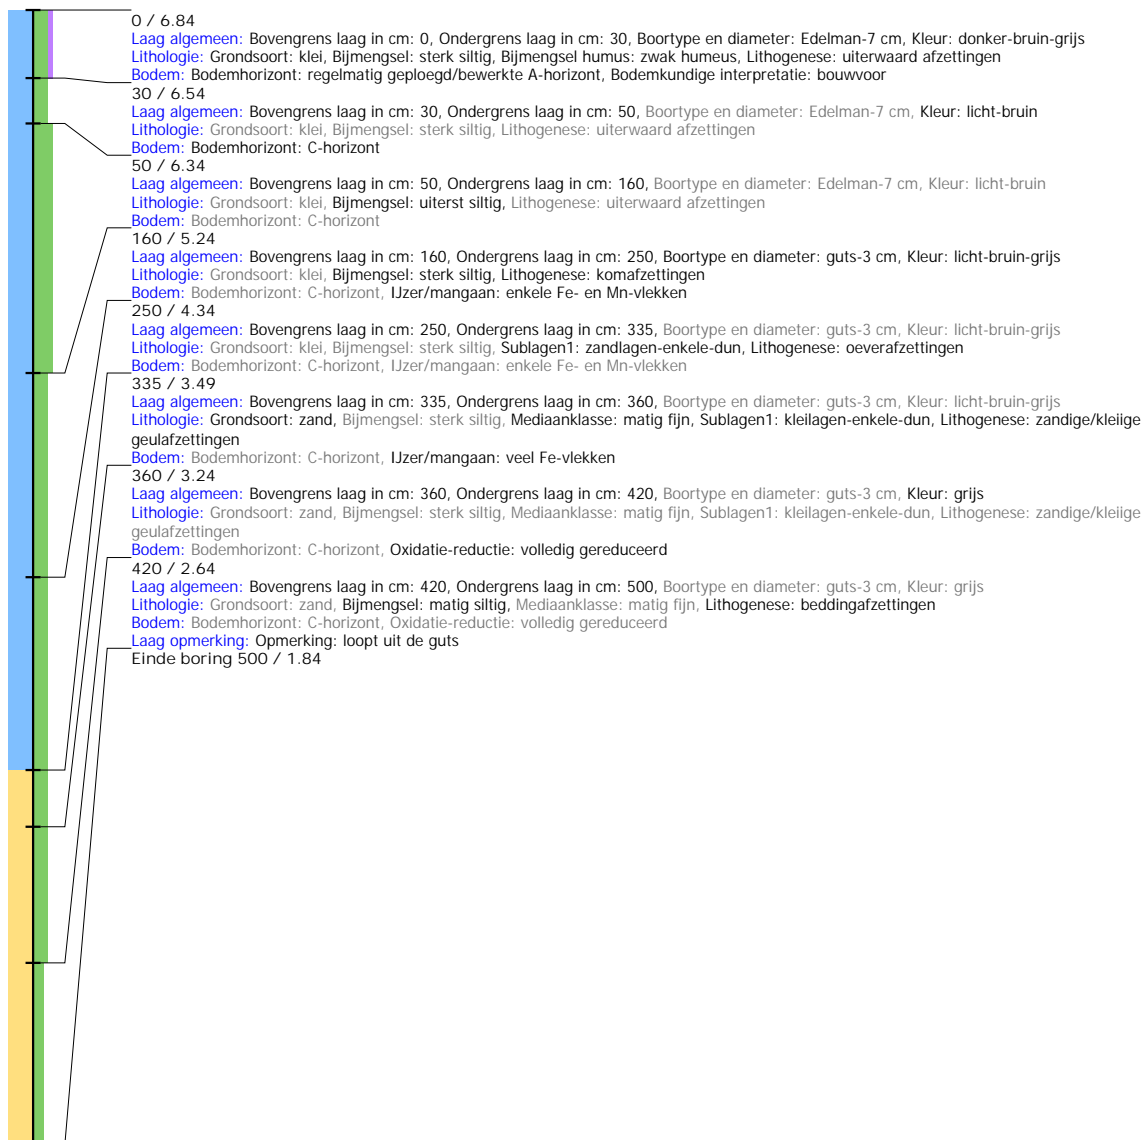 0 / 6.84
Laag algemeen: Bovengrens laag in cm: 0, Ondergrens laag in cm: 30, Boortype en diameter: Edelman-7 cm, Kleur: donker-bruin-grijs
Lithologie: Grondsoort: klei, Bijmengsel: sterk siltig, Bijmengsel humus: zwak humeus, Lithogenese: uiterwaard afzettingen
Bodem: Bodemhorizont: regelmatig geploegd/bewerkte A-horizont, Bodemkundige interpretatie: bouwvoor
30 / 6.54
Laag algemeen: Bovengrens laag in cm: 30, Ondergrens laag in cm: 50, Boortype en diameter: Edelman-7 cm, Kleur: licht-bruin
Lithologie: Grondsoort: klei, Bijmengsel: sterk siltig, Lithogenese: uiterwaard afzettingen
Bodem: Bodemhorizont: C-horizont
50 / 6.34
Laag algemeen: Bovengrens laag in cm: 50, Ondergrens laag in cm: 160, Boortype en diameter: Edelman-7 cm, Kleur: licht-bruin
Lithologie: Grondsoort: klei, Bijmengsel: uiterst siltig, Lithogenese: uiterwaard afzettingen
Bodem: Bodemhorizont: C-horizont
160 / 5.24
Laag algemeen: Bovengrens laag in cm: 160, Ondergrens laag in cm: 250, Boortype en diameter: guts-3 cm, Kleur: licht-bruin-grijs
Lithologie: Grondsoort: klei, Bijmengsel: sterk siltig, Lithogenese: komafzettingen
Bodem: Bodemhorizont: C-horizont, IJzer/mangaan: enkele Fe- en Mn-vlekken
250 / 4.34
Laag algemeen: Bovengrens laag in cm: 250, Ondergrens laag in cm: 335, Boortype en diameter: guts-3 cm, Kleur: licht-bruin-grijs
Lithologie: Grondsoort: klei, Bijmengsel: sterk siltig, Sublagen1: zandlagen-enkele-dun, Lithogenese: oeverafzettingen
Bodem: Bodemhorizont: C-horizont, IJzer/mangaan: enkele Fe- en Mn-vlekken
335 / 3.49
Laag algemeen: Bovengrens laag in cm: 335, Ondergrens laag in cm: 360, Boortype en diameter: guts-3 cm, Kleur: licht-bruin-grijs
Lithologie: Grondsoort: zand, Bijmengsel: sterk siltig, Mediaanklasse: matig fijn, Sublagen1: kleilagen-enkele-dun, Lithogenese: zandige/kleiige
geulafzettingen
Bodem: Bodemhorizont: C-horizont, IJzer/mangaan: veel Fe-vlekken
360 / 3.24
Laag algemeen: Bovengrens laag in cm: 360, Ondergrens laag in cm: 420, Boortype en diameter: guts-3 cm, Kleur: grijs
Lithologie: Grondsoort: zand, Bijmengsel: sterk siltig, Mediaanklasse: matig fijn, Sublagen1: kleilagen-enkele-dun, Lithogenese: zandige/kleiige
geulafzettingen
Bodem: Bodemhorizont: C-horizont, Oxidatie-reductie: volledig gereduceerd
420 / 2.64
Laag algemeen: Bovengrens laag in cm: 420, Ondergrens laag in cm: 500, Boortype en diameter: guts-3 cm, Kleur: grijs
Lithologie: Grondsoort: zand, Bijmengsel: matig siltig, Mediaanklasse: matig fijn, Lithogenese: beddingafzettingen
Bodem: Bodemhorizont: C-horizont, Oxidatie-reductie: volledig gereduceerd
Laag opmerking: Opmerking: loopt uit de guts
Einde boring 500 / 1.84